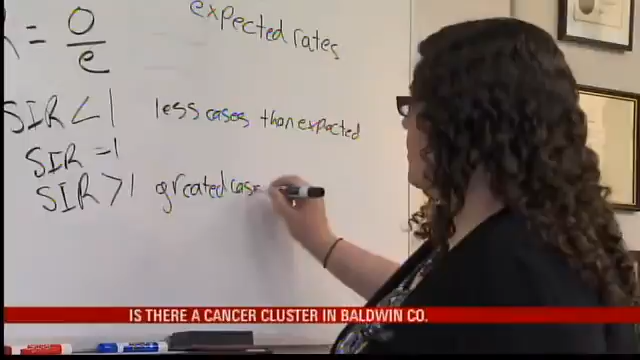 expected rates
= O
e
SIR < 1 less cases than expected
SIR = 1
SIR > 1 greated case
IS THERE A CANCER CLUSTER IN BALDWIN CO.